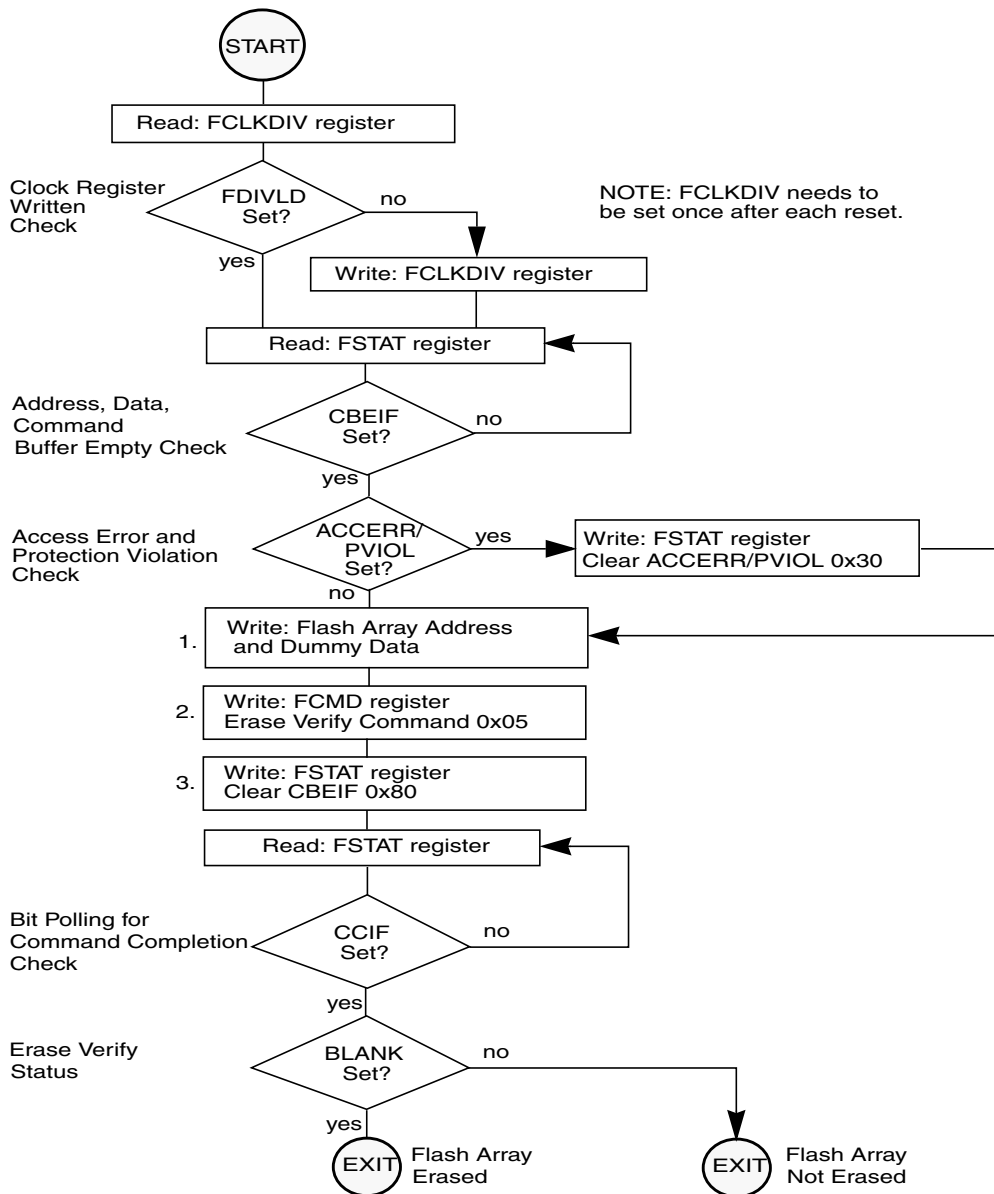 START
Read: FCLKDIV register
Clock Register
Written
Check
FDIVLD
Set?
no
yes
NOTE: FCLKDIV needs to
be set once after each reset.
Write: FCLKDIV register
Read: FSTAT register
Address, Data,
Command
Buffer Empty Check
CBEIF
Set?
no
yes
Access Error and
Protection Violation
Check
ACCERR/
PVIOL
Set?
yes
no
Write: FSTAT register
Clear ACCERR/PVIOL 0x30
1.
Write: Flash Array Address
and Dummy Data
2.
Write: FCMD register
Erase Verify Command 0x05
3.
Write: FSTAT register
Clear CBEIF 0x80
Read: FSTAT register
Bit Polling for
Command Completion
Check
CCIF
Set?
no
yes
Erase Verify
Status
BLANK
Set?
no
yes
EXIT
Flash Array
Erased
EXIT
Flash Array
Not Erased